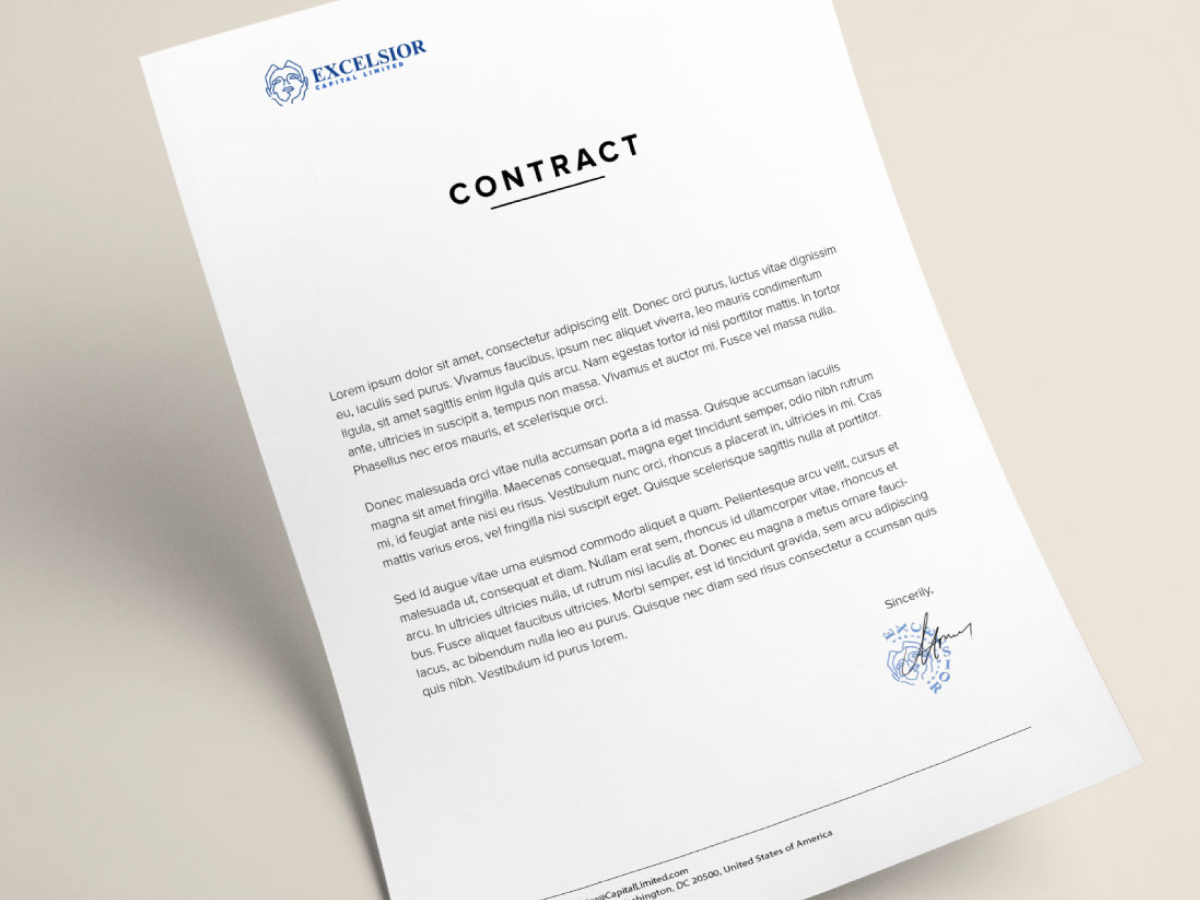 EXCELSIOR
CAPITAL LIMITED
CONTRACT
Lorem ipsum dolor sit amet, consectetur adipiscing elit. Donec orci purus, luctus vitae dignissim
eu, iaculis sed purus. Vivamus faucibus, ipsum nec aliquet viverra, leo mauris condimentum
ligula, sit amet sagittis enim ligula quis arcu. Nam egestas tortor id nisi porttitor mattis. In tortor
ante, ultricies in suscipit a, tempus non massa. Vivamus et auctor mi. Fusce vel massa nulla.
Phasellus nec eros mauris, et scelerisque orci.
Donec malesuada orci vitae nulla accumsan porta a id massa. Quisque accumsan iaculis
magna sit amet fringilla. Maecenas consequat, magna eget tincidunt semper, odio nibh rutrum
mi, id feugiat ante nisi eu risus. Vestibulum nunc orci, rhoncus a placerat in, ultricies in mi. Cras
mattis varius eros, vel fringilla nisi suscipit eget. Quisque scelerisque sagittis nulla at porttitor.
Sed id augue vitae urna euismod commodo aliquet a quam. Pellentesque arcu velit, cursus et
malesuada ut, consequat et diam. Nullam erat sem, rhoncus id ullamcorper vitae, rhoncus et
arcu. In ultricies ultricies nulla, ut rutrum nisi iaculis at. Donec eu magna a metus ornare fauci-
bus. Fusce aliquet faucibus ultricies. Morbi semper, est id tincidunt gravida, sem arcu adipiscing
lacus, ac bibendum nulla leo eu purus. Quisque nec diam sed risus consectetur a ccumsan quis
quis nibh. Vestibulum id purus lorem.
Sincerily,
EXCELSIOR
@CapitalLimited.com
DC 20500, United States of America